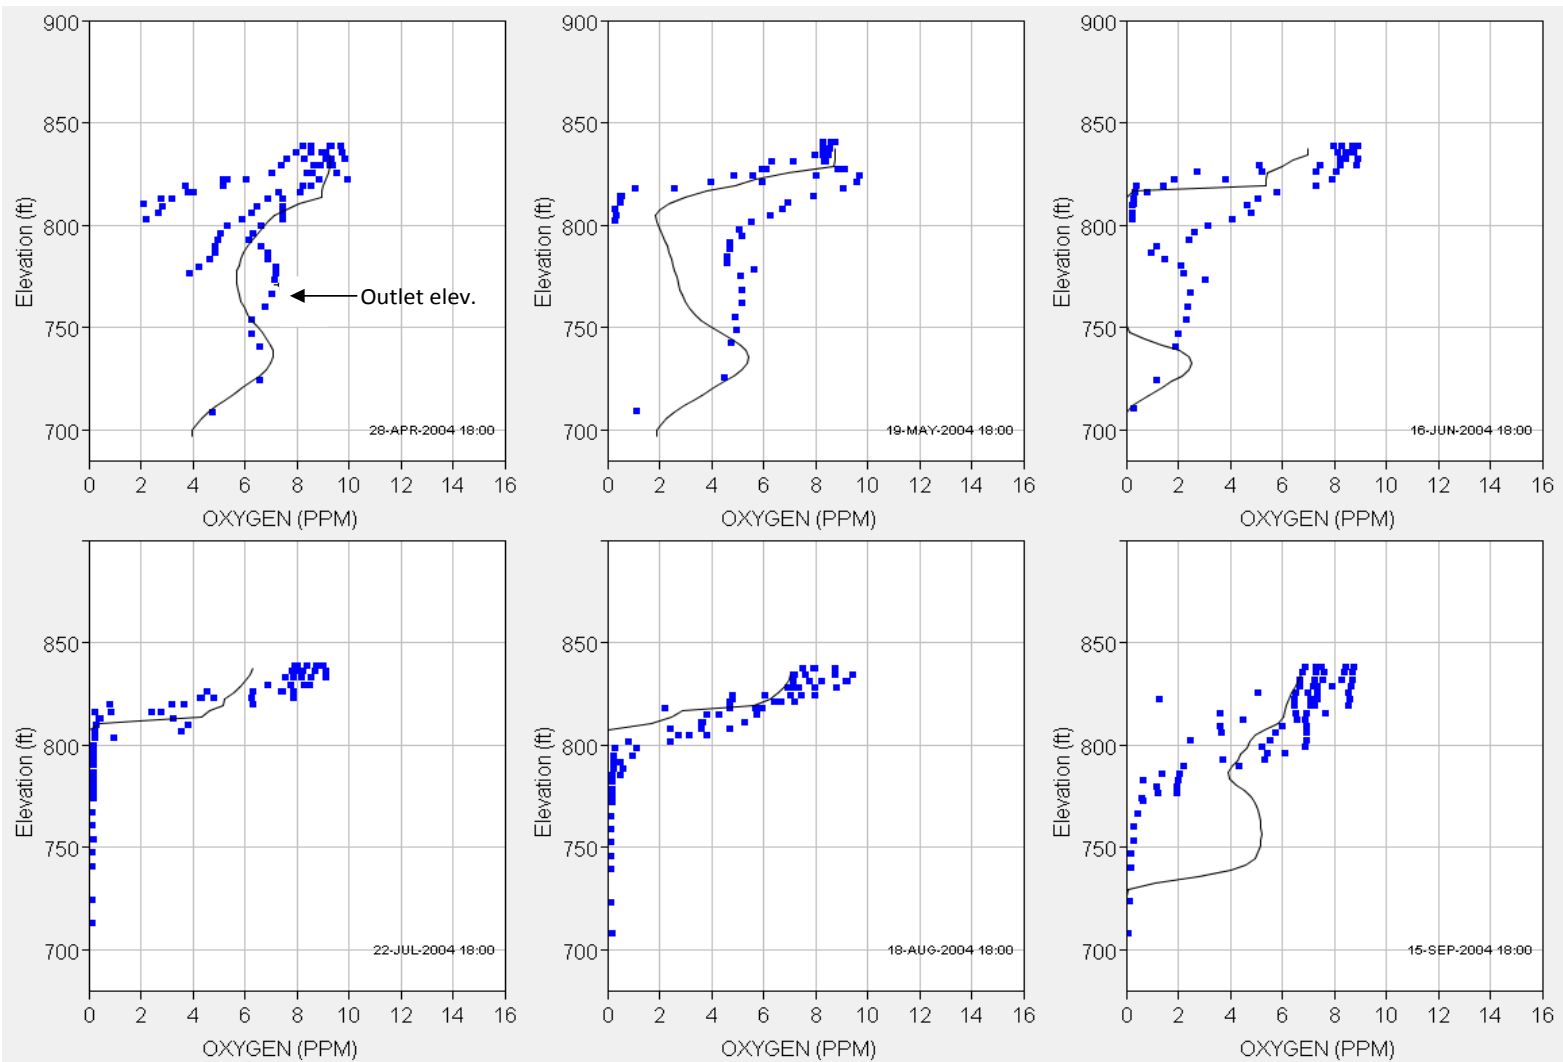 900
850
800
750
700
Elevation (ft)
Outlet elev.
28-APR-2004 18:00
0 2 4 6 8 10 12 14 16
OXYGEN (PPM)
900
850
800
750
700
Elevation (ft)
19-MAY-2004 18:00
0 2 4 6 8 10 12 14 16
OXYGEN (PPM)
900
850
800
750
700
Elevation (ft)
16-JUN-2004 18:00
0 2 4 6 8 10 12 14 16
OXYGEN (PPM)
850
800
750
700
Elevation (ft)
22-JUL-2004 18:00
0 2 4 6 8 10 12 14 16
OXYGEN (PPM)
850
800
750
700
Elevation (ft)
18-AUG-2004 18:00
0 2 4 6 8 10 12 14 16
OXYGEN (PPM)
850
800
750
700
Elevation (ft)
15-SEP-2004 18:00
0 2 4 6 8 10 12 14 16
OXYGEN (PPM)